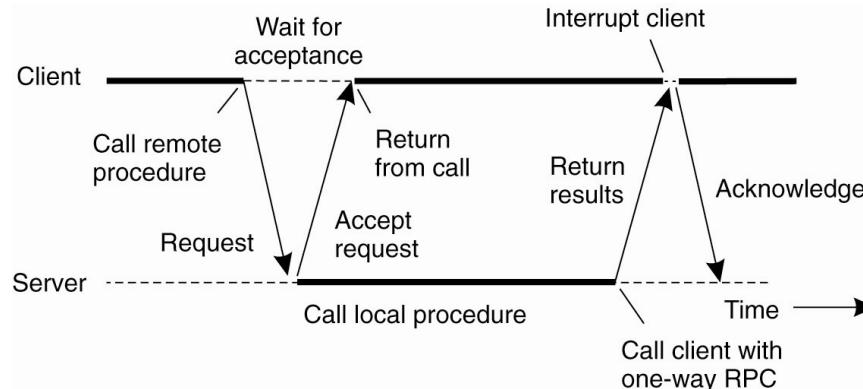 Interrupt client
Wait for
acceptance
Client
Call remote
procedure
Return
from call
Return
results
Acknowledge
Request
Accept
request
Server
Call local procedure
Time
Call client with
one-way RPC